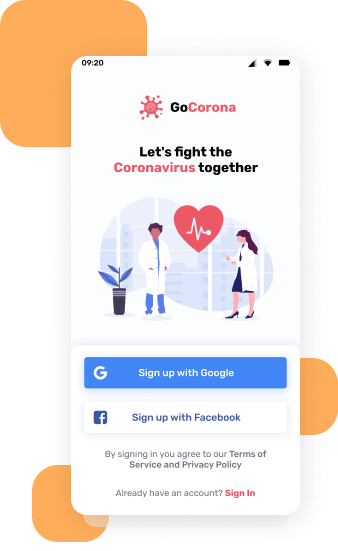 09:20
GoCorona
Let's fight the
Coronavirus together
Sign up with Google
Sign up with Facebook
By signing in you agree to our Terms of
Service and Privacy Policy
Already have an account? Sign In